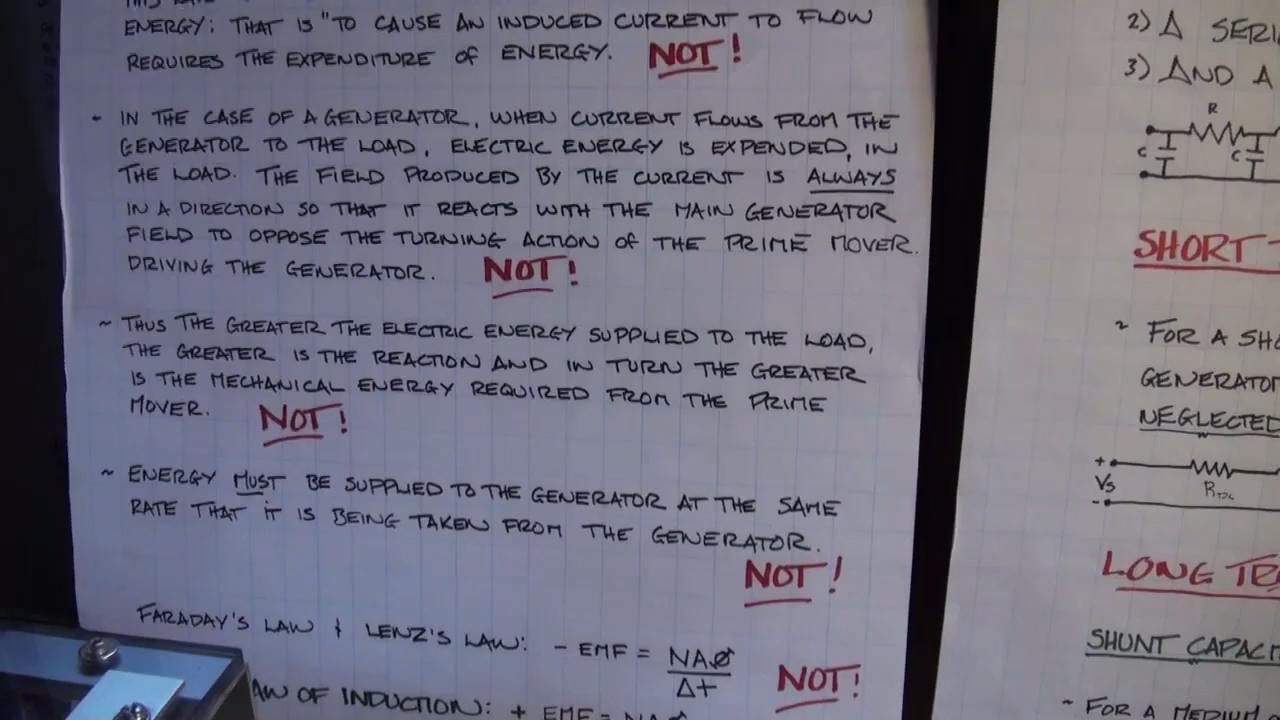 ENERGY: THAT IS "TO CAUSE AN INDUCED CURRENT TO FLOW
REQUIRES THE EXPENDITURE OF ENERGY. NOT!
~ IN THE CASE OF A GENERATOR, WHEN CURRENT FLOWS FROM THE
GENERATOR TO THE LOAD, ELECTRIC ENERGY IS EXPENDED, IN
THE LOAD. THE FIELD PRODUCED BY THE CURRENT IS ALWAYS
IN A DIRECTION SO THAT IT REACTS WITH THE MAIN GENERATOR
FIELD TO OPPOSE THE TURNING ACTION OF THE PRIME MOVER.
DRIVING THE GENERATOR. NOT!
~ THUS THE GREATER THE ELECTRIC ENERGY SUPPLIED TO THE LOAD,
THE GREATER IS THE REACTION AND IN TURN THE GREATER
IS THE MECHANICAL ENERGY REQUIRED FROM THE PRIME
MOVER. NOT!
~ ENERGY MUST BE SUPPLIED TO THE GENERATOR AT THE SAME
RATE THAT IT IS BEING TAKEN FROM THE GENERATOR.
NOT!
FARADAY'S LAW & LENZ'S LAW: - EMF = NΔØ
Δt
NOT!
AW OF INDUCTION: + EMF =
2) Δ SERI
3) AND A
R
C C
SHORT
~ FOR A SHO
GENERATOR
NEGLECTED
+
Vs
-
LONG TR
SHUNT CAPACI
~ FOR A MEDIUM